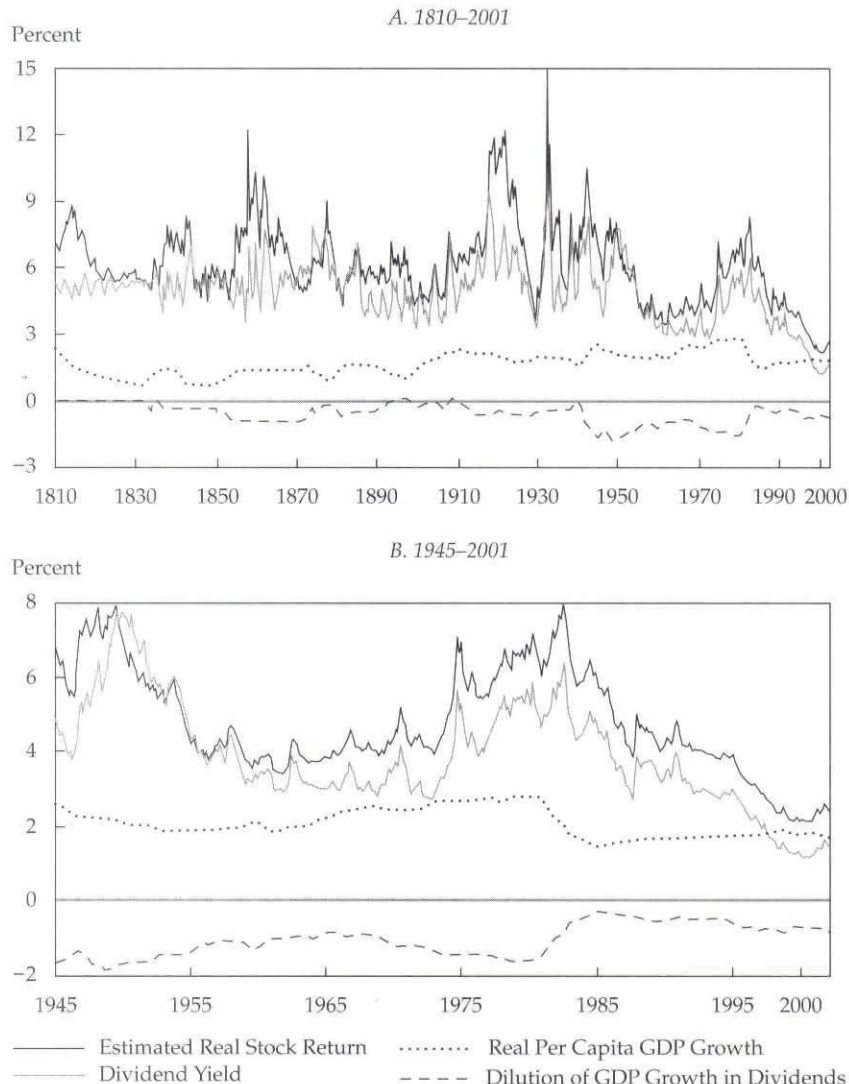 A. 1810–2001
Percent
15
12
9
6
3
0
−3
1810 1830 1850 1870 1890 1910 1930 1950 1970 1990 2000
B. 1945–2001
Percent
8
6
4
2
0
−2
1945 1955 1965 1975 1985 1995 2000
Estimated Real Stock Return Real Per Capita GDP Growth
Dividend Yield Dilution of GDP Growth in Dividends